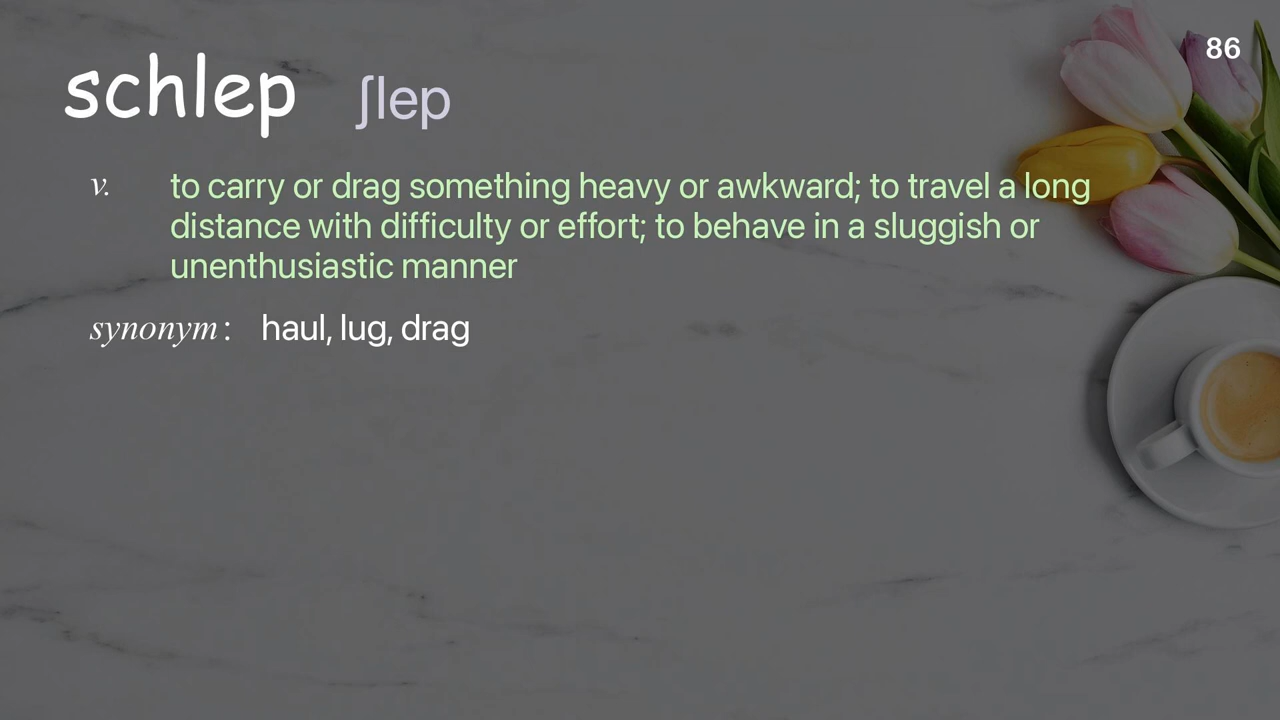 86
schlep ʃlep
v. to carry or drag something heavy or awkward; to travel a long
distance with difficulty or effort; to behave in a sluggish or
unenthusiastic manner
synonym: haul, lug, drag